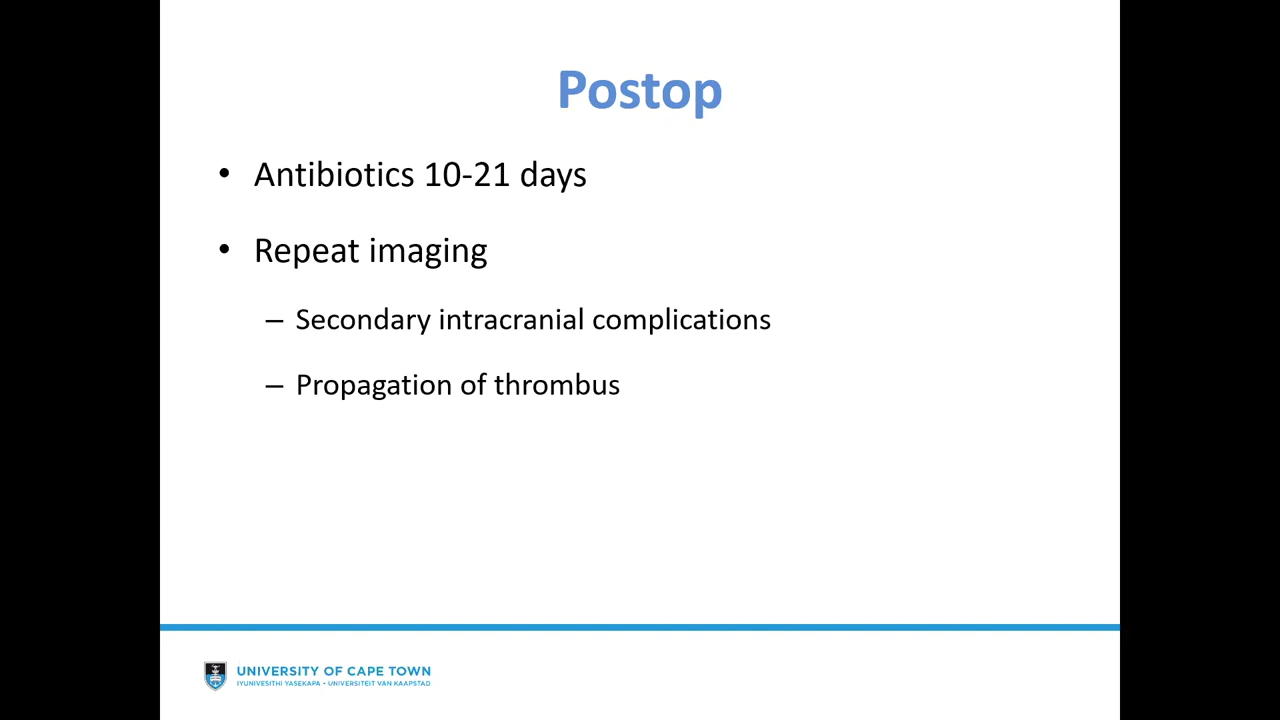 Postop
• Antibiotics 10-21 days
• Repeat imaging
– Secondary intracranial complications
– Propagation of thrombus
UNIVERSITY OF CAPE TOWN
IYUNIVESITHI YASEKAPA • UNIVERSITEIT VAN KAAPSTAD